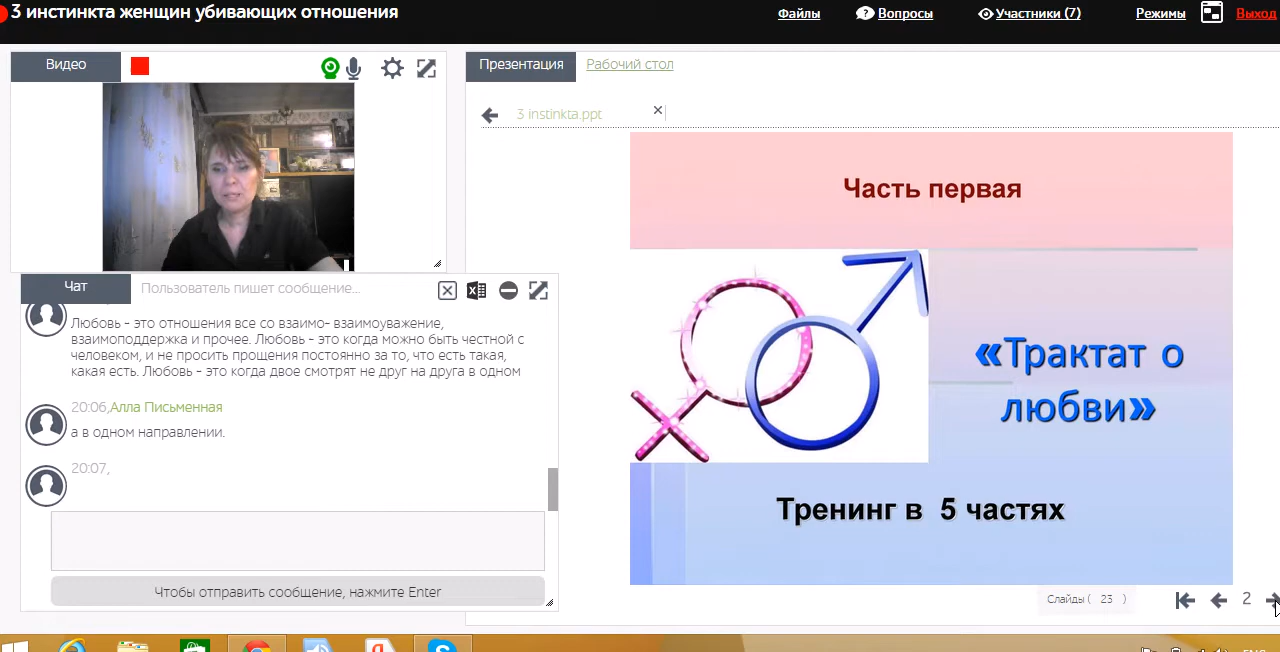 3 инстинкта женщин убивающих отношения
Файлы
? Вопросы
Участники (7)
Режимы
Выход
Видео
Презентация
Рабочий стол
3 instinkta.ppt
Часть первая
«Трактат о
любви»
Тренинг в 5 частях
Чат
Пользователь пишет сообщение...
Любовь - это отношения все со взаимо- взаимоуважение,
взаимоподдержка и прочее. Любовь - это когда можно быть честной с
человеком, и не просить прощения постоянно за то, что есть такая,
какая есть. Любовь - это когда двое смотрят не друг на друга в одном
20:06,Алла Письменная
а в одном направлении.
20:07,
Чтобы отправить сообщение, нажмите Enter
Слайды ( 23 )
2